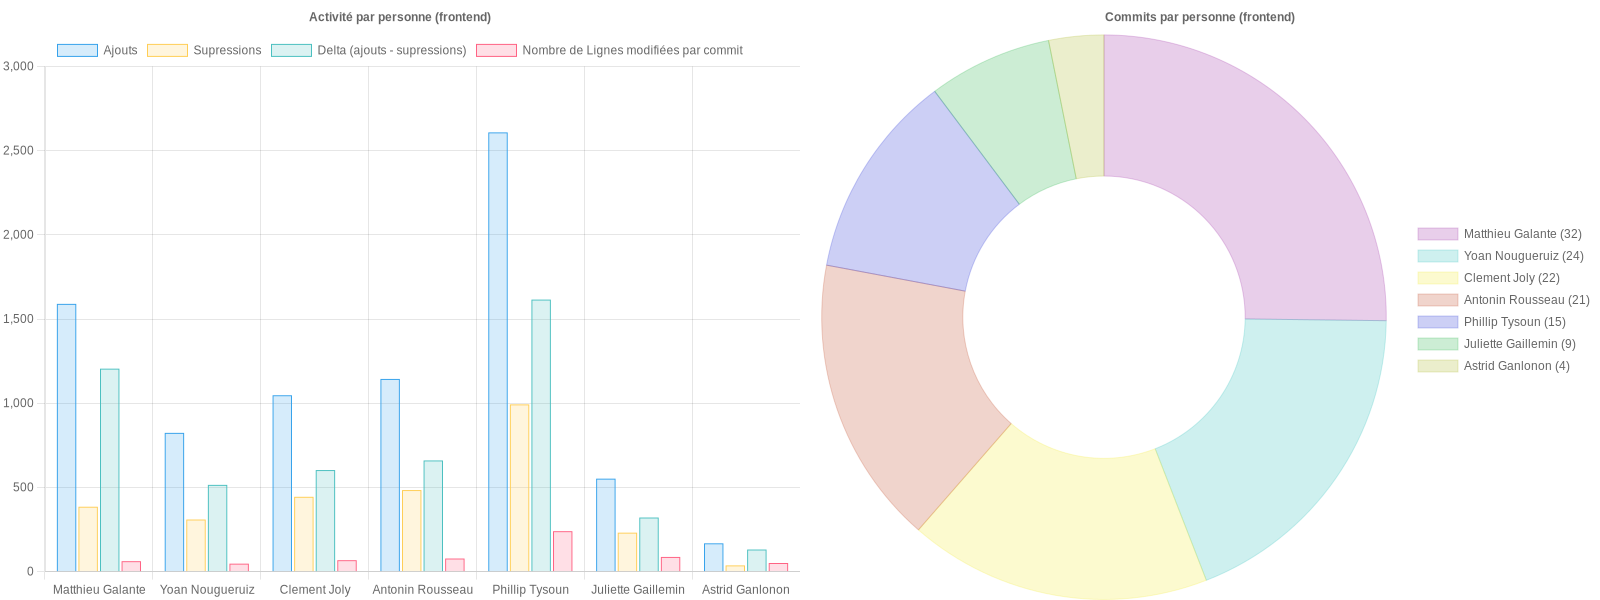 Activité par personne (frontend)
Ajouts
Supressions
Delta (ajouts - supressions)
Nombre de Lignes modifiées par commit
3,000
2,500
2,000
1,500
1,000
500
0
Matthieu Galante
Yoan Nougueruiz
Clement Joly
Antonin Rousseau
Phillip Tysoun
Juliette Gaillemin
Astrid Ganlonon
Commits par personne (frontend)
Matthieu Galante (32)
Yoan Nougueruiz (24)
Clement Joly (22)
Antonin Rousseau (21)
Phillip Tysoun (15)
Juliette Gaillemin (9)
Astrid Ganlonon (4)